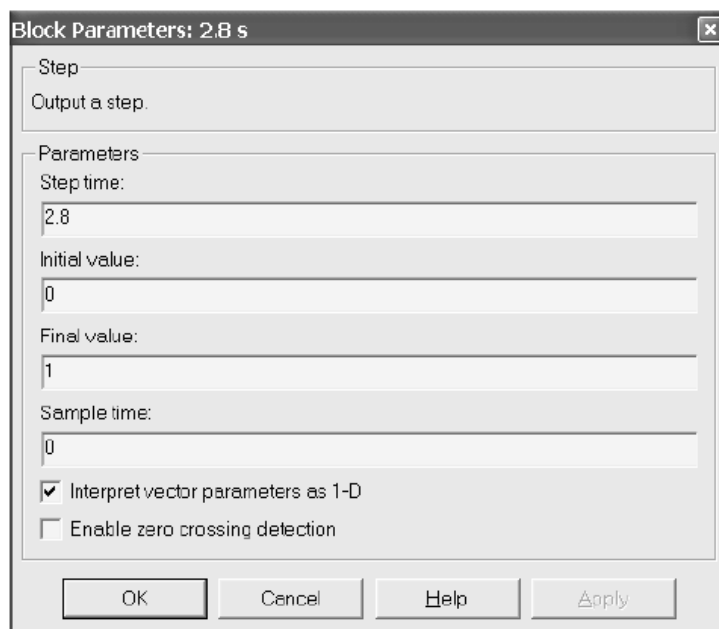 Block Parameters: 2.8 s
Step
Output a step.
Parameters
Step time:
2.8
Initial value:
0
Final value:
1
Sample time:
0
Interpret vector parameters as 1-D
Enable zero crossing detection
OK Cancel Help Apply